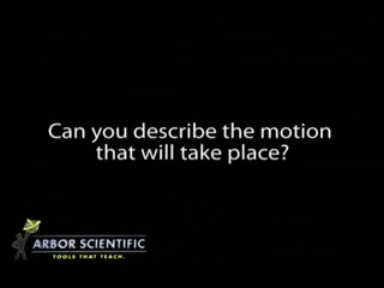 Can you describe the motion
that will take place?
ARBOR SCIENTIFIC
TOOLS THAT TEACH.